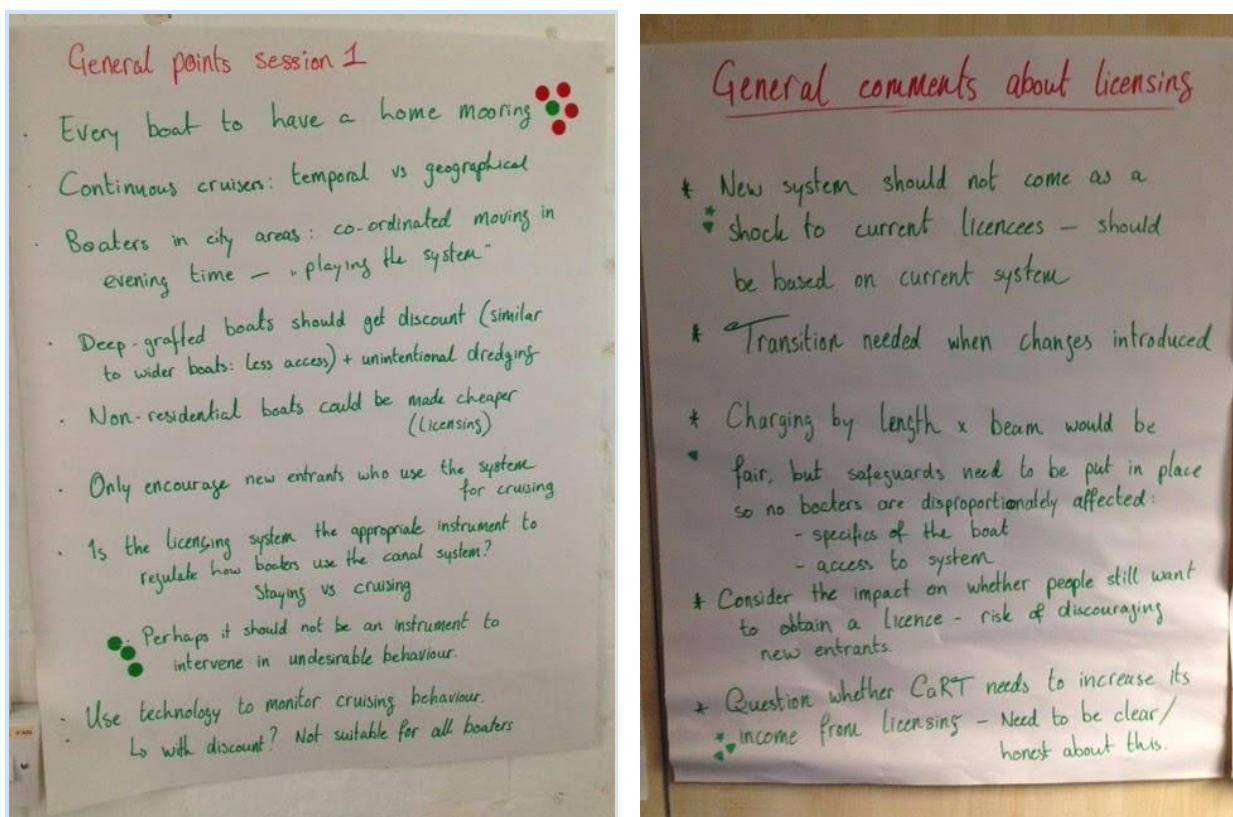 General points session 1
· Every boat to have a home mooring
· Continuous cruisers: temporal vs geographical
· Boaters in city areas: co-ordinated moving in
evening time - "playing the system"
· Deep-grafted boats should get discount (similar
to wider boats: less access) + unintentional dredging
· Non-residential boats could be made cheaper
(Licensing)
· Only encourage new entrants who use the system
for cruising
· Is the licensing system the appropriate instrument to
regulate how boaters use the canal system?
Staying vs cruising
· Perhaps it should not be an instrument to
intervene in undesirable behaviour.
· Use technology to monitor cruising behaviour.
↳ with discount? Not suitable for all boaters
General comments about licensing
* New system should not come as a
shock to current licencees - should
be based on current system
* Transition needed when changes introduced
* Charging by length x beam would be
fair, but safeguards need to be put in place
so no boaters are disproportionately affected:
- specifics of the boat
- access to system
* Consider the impact on whether people still want
to obtain a licence - risk of discouraging
new entrants.
* Question whether CaRT needs to increase its
income from licensing - Need to be clear/
honest about this.